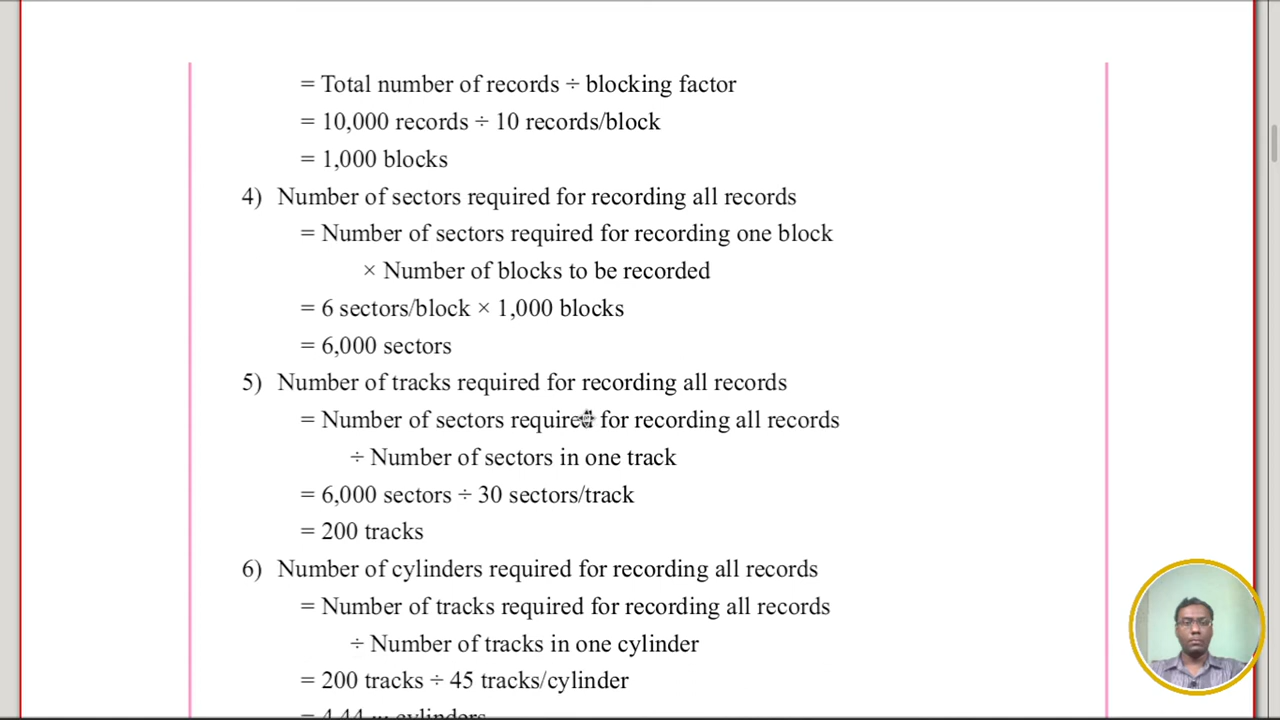 = Total number of records ÷ blocking factor
= 10,000 records ÷ 10 records/block
= 1,000 blocks
4) Number of sectors required for recording all records
= Number of sectors required for recording one block
× Number of blocks to be recorded
= 6 sectors/block × 1,000 blocks
= 6,000 sectors
5) Number of tracks required for recording all records
= Number of sectors required for recording all records
÷ Number of sectors in one track
= 6,000 sectors ÷ 30 sectors/track
= 200 tracks
6) Number of cylinders required for recording all records
= Number of tracks required for recording all records
÷ Number of tracks in one cylinder
= 200 tracks ÷ 45 tracks/cylinder
= 4.44 ... cylinders